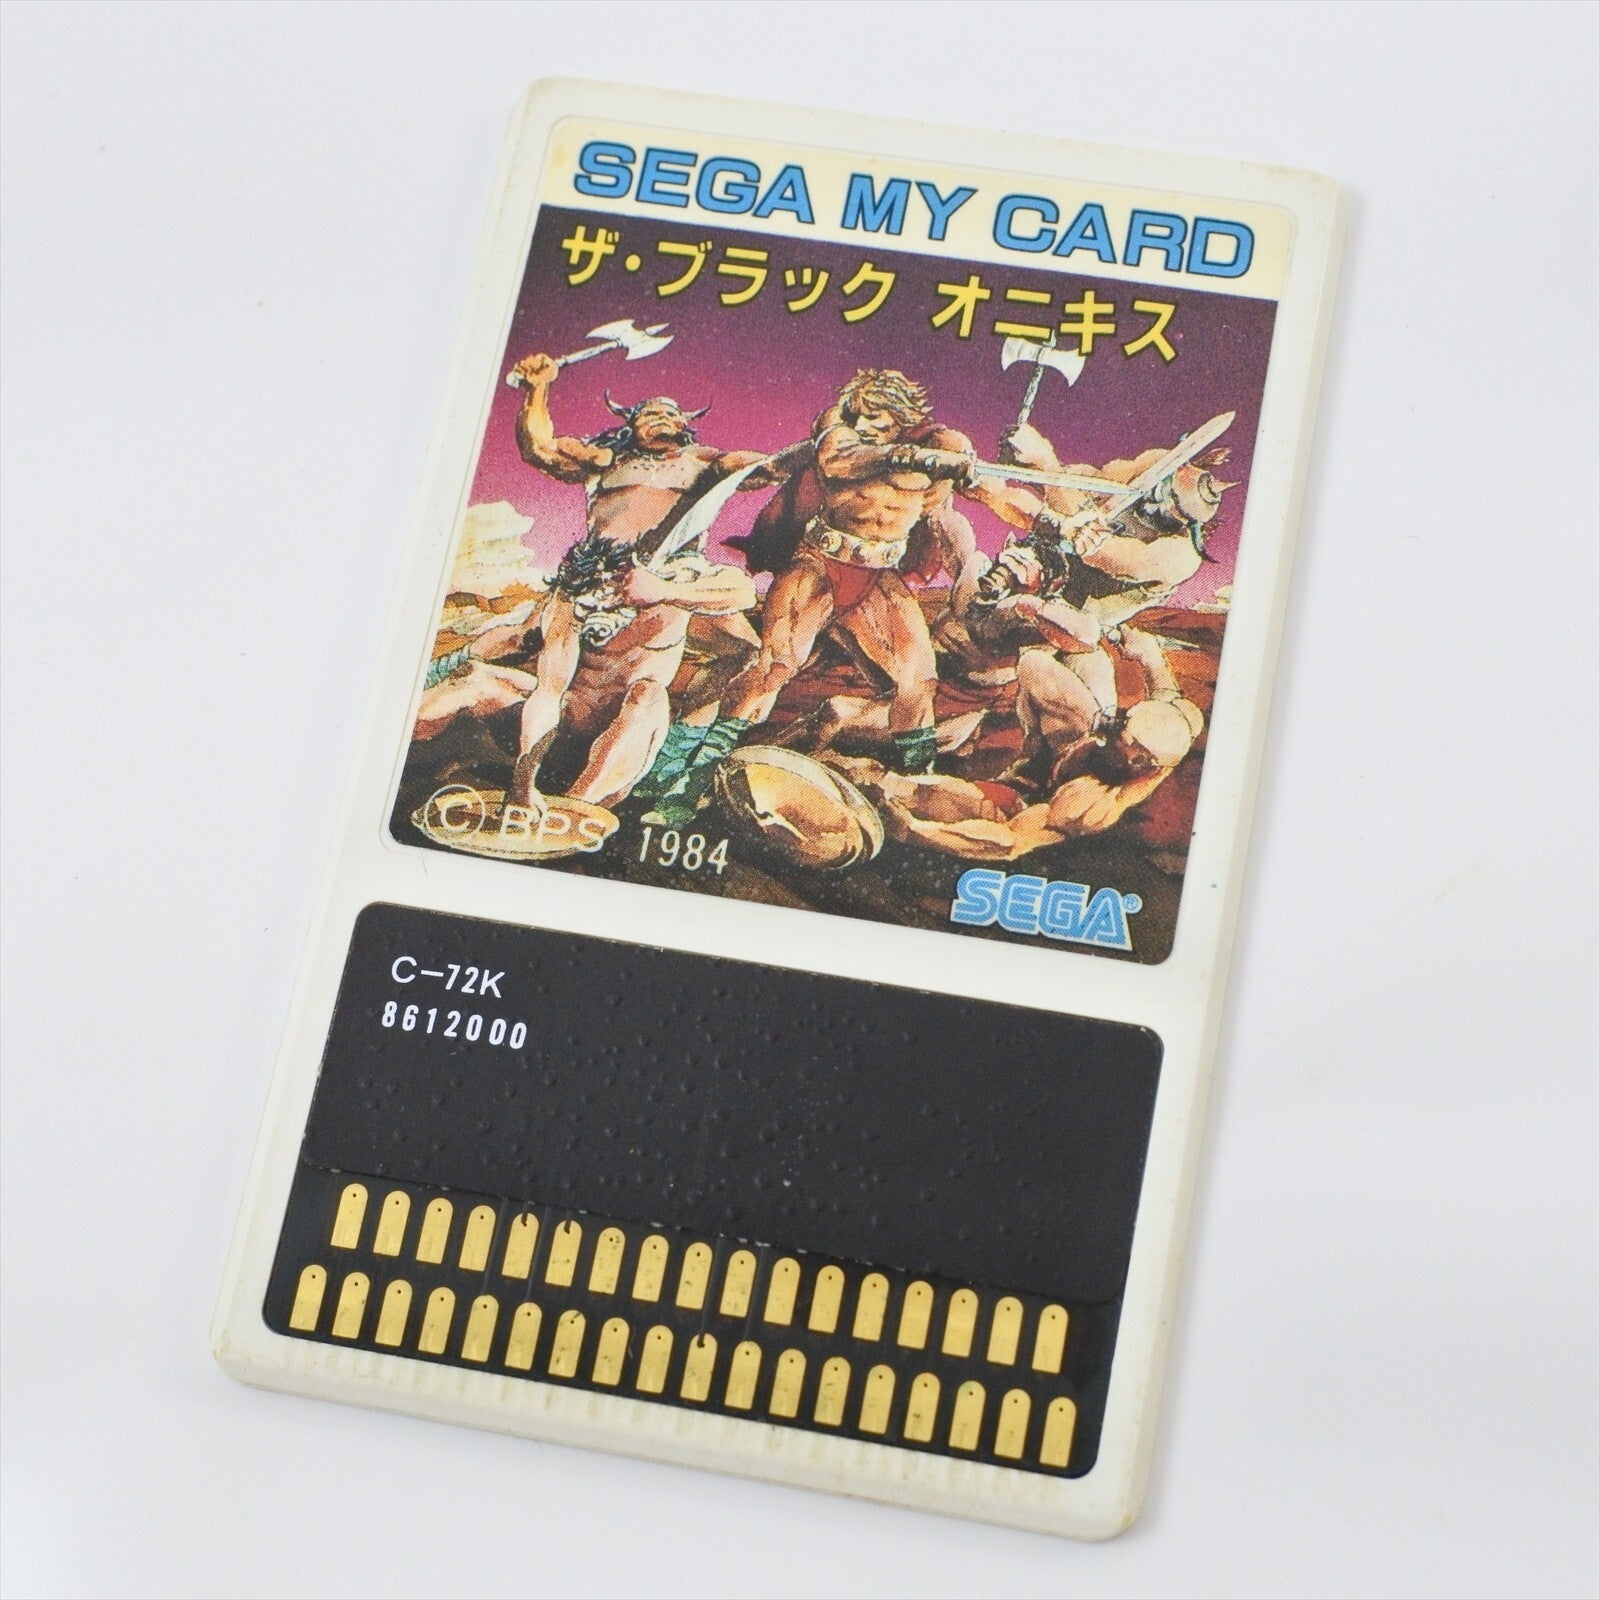 SEGA MY CARD
ザ・ブラック オニキス
© BPS 1984
SEGA®
C-72K
8612000